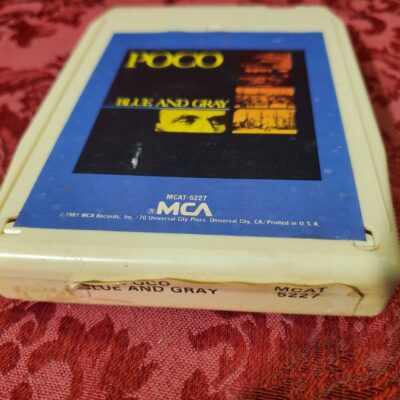 POCO
BLUE AND GRAY
MCAT-5227
® MCA
©1981 MCA Records, Inc./70 Universal City Plaza, Universal City, CA/Printed in U.S.A.
POCO
BLUE AND GRAY
MCAT
5227